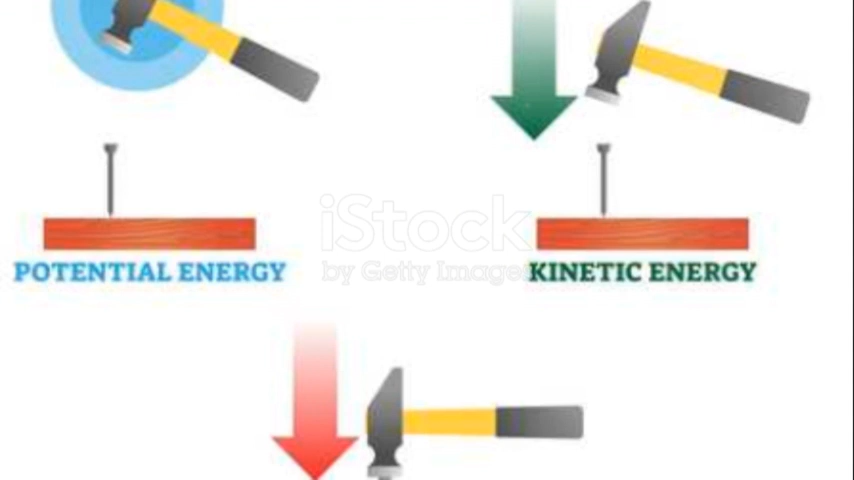 iStock
by Getty Images
POTENTIAL ENERGY
KINETIC ENERGY